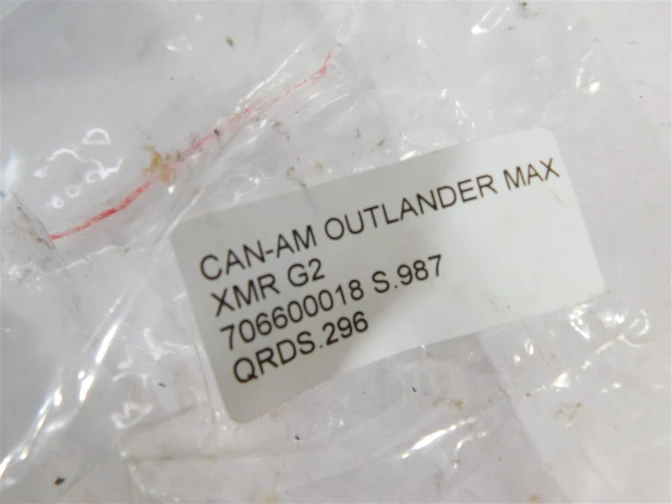 CAN-AM OUTLANDER MAX
XMR G2
706600018 S.987
QRDS.296